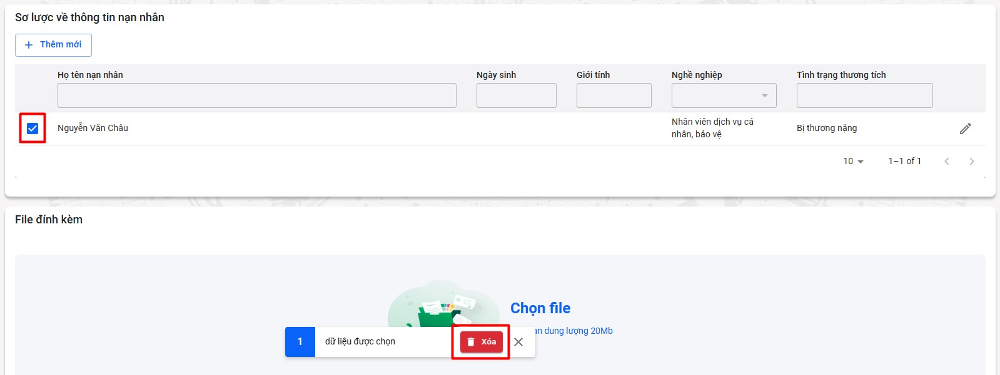 Sơ lược về thông tin nạn nhân
Thêm mới
Họ tên nạn nhân
Ngày sinh
Giới tính
Nghề nghiệp
Tình trạng thương tích
Nguyễn Văn Châu
Nhân viên dịch vụ cá
nhân, bảo vệ
Bị thương nặng
10
1–1 of 1
File đính kèm
Chọn file
dung lượng 20Mb
1
dữ liệu được chọn
Xóa